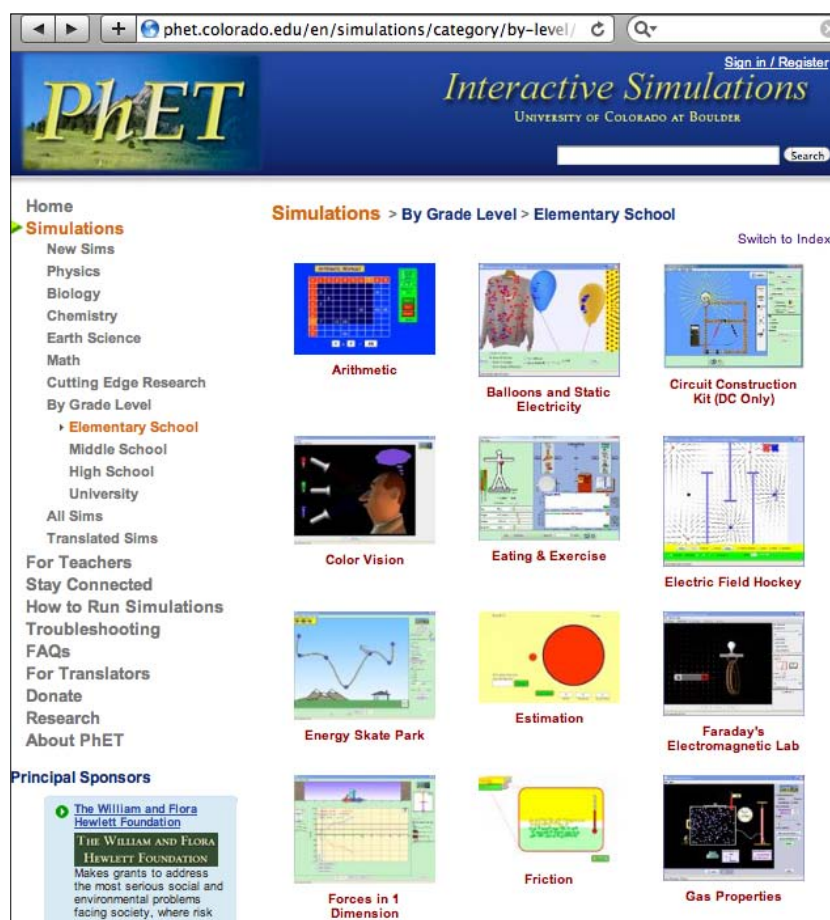 phet.colorado.edu/en/simulations/category/by-level/
Sign in / Register
PhET
Interactive Simulations
UNIVERSITY OF COLORADO AT BOULDER
Search
Home
Simulations
New Sims
Physics
Biology
Chemistry
Earth Science
Math
Cutting Edge Research
By Grade Level
Elementary School
Middle School
High School
University
All Sims
Translated Sims
For Teachers
Stay Connected
How to Run Simulations
Troubleshooting
FAQs
For Translators
Donate
Research
About PhET
Principal Sponsors
The William and Flora
Hewlett Foundation
THE WILLIAM AND FLORA
HEWLETT FOUNDATION
Makes grants to address
the most serious social and
environmental problems
facing society, where risk
Simulations > By Grade Level > Elementary School
Switch to Index
Arithmetic
Balloons and Static
Electricity
Circuit Construction
Kit (DC Only)
Color Vision
Eating & Exercise
Electric Field Hockey
Energy Skate Park
Estimation
Faraday's
Electromagnetic Lab
Forces in 1
Dimension
Friction
Gas Properties